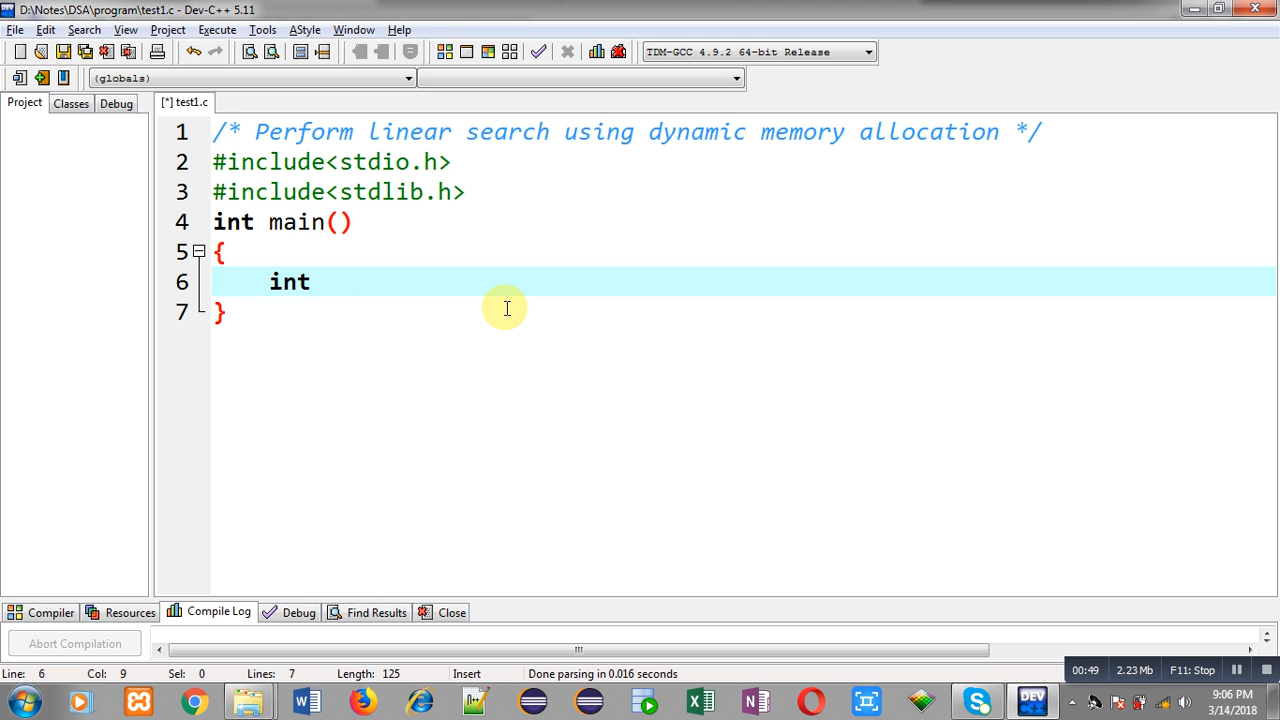 D:\Notes\DSA\program\test1.c - Dev-C++ 5.11
File Edit Search View Project Execute Tools AStyle Window Help
TDM-GCC 4.9.2 64-bit Release
(globals)
Project Classes Debug [*] test1.c
1 /* Perform linear search using dynamic memory allocation */
2 #include<stdio.h>
3 #include<stdlib.h>
4 int main()
5 {
6 int
7 }
Compiler Resources Compile Log Debug Find Results Close
Abort Compilation
Line: 6 Col: 9 Sel: 0 Lines: 7 Length: 125 Insert Done parsing in 0.016 seconds
00:49 2.23 Mb F11: Stop
DEV
9:06 PM
3/14/2018